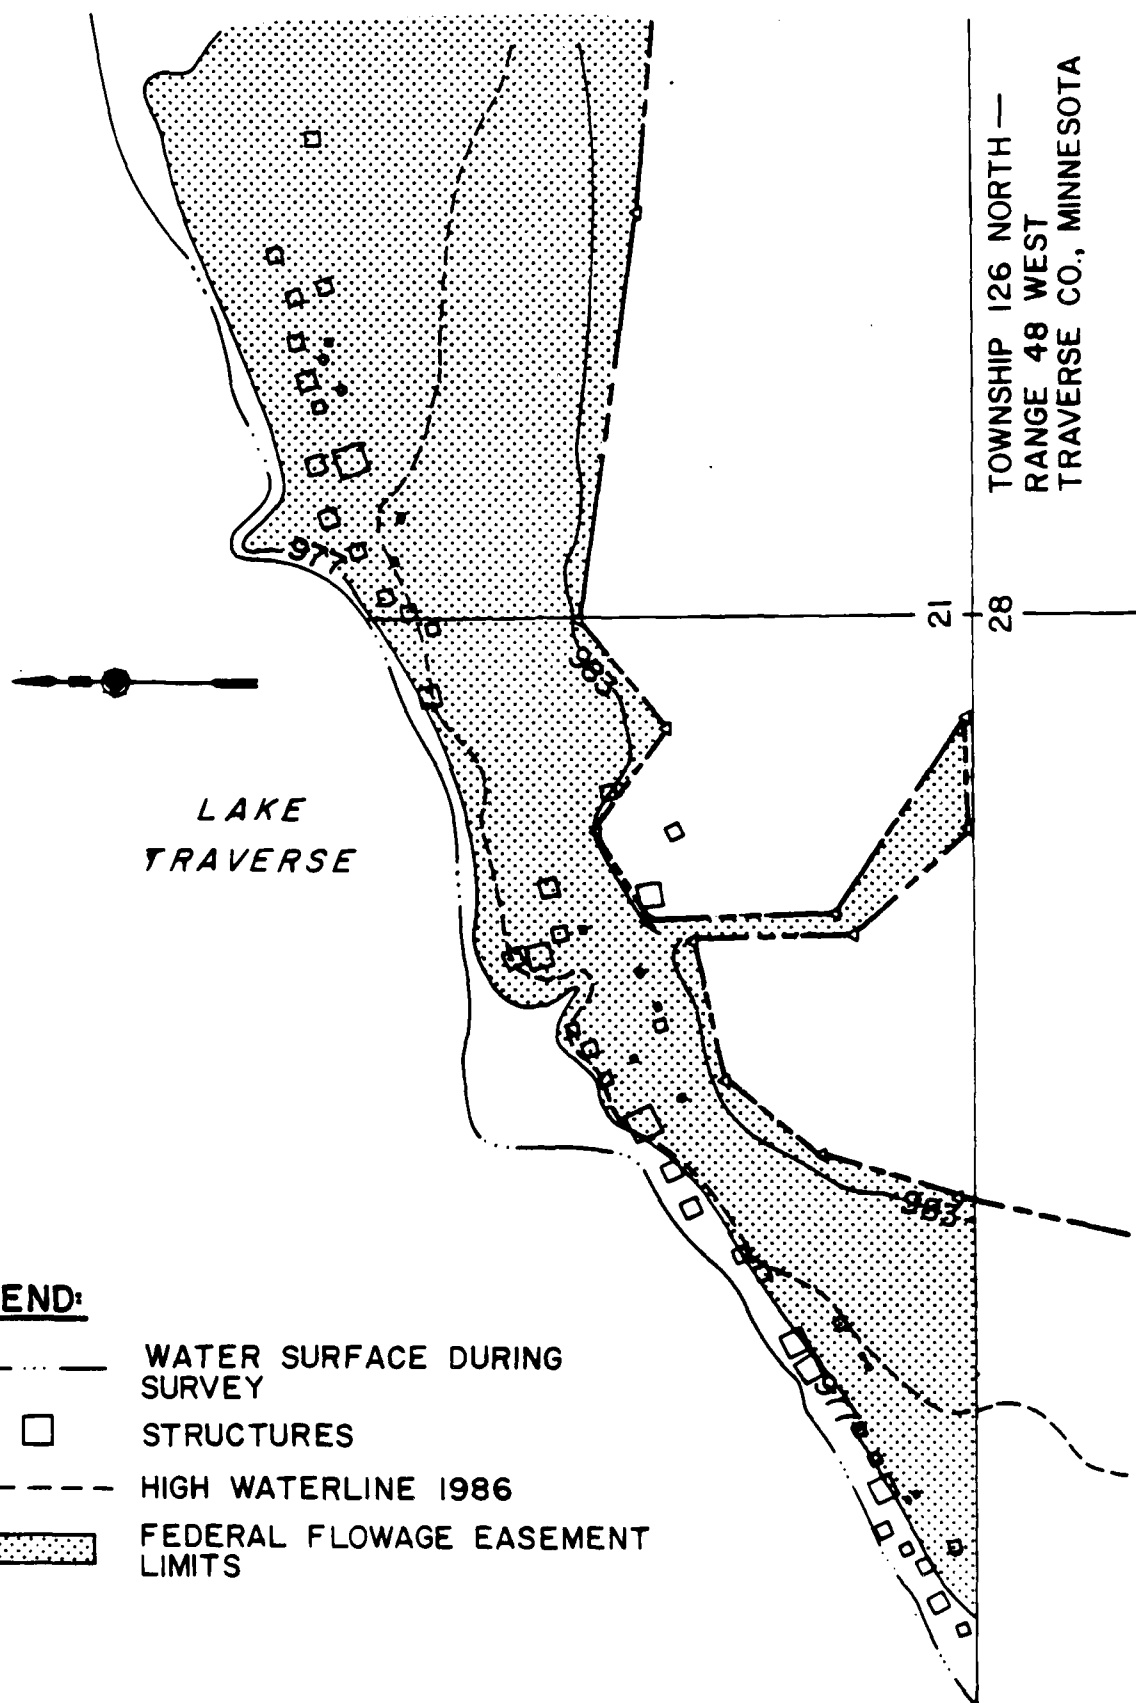 TOWNSHIP 126 NORTH —
RANGE 48 WEST
TRAVERSE CO., MINNESOTA
977
21
28
983
LAKE
TRAVERSE
983
977
END:
WATER SURFACE DURING
SURVEY
STRUCTURES
HIGH WATERLINE 1986
FEDERAL FLOWAGE EASEMENT
LIMITS